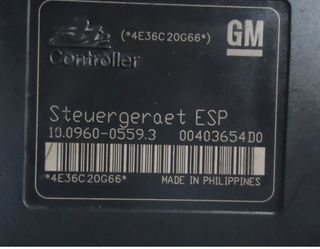 (*4E36C20G66*)
GM
Controller
Steuergeraet ESP
10.0960-0559.3 00403654D0
*4E36C20G66* MADE IN PHILIPPINES